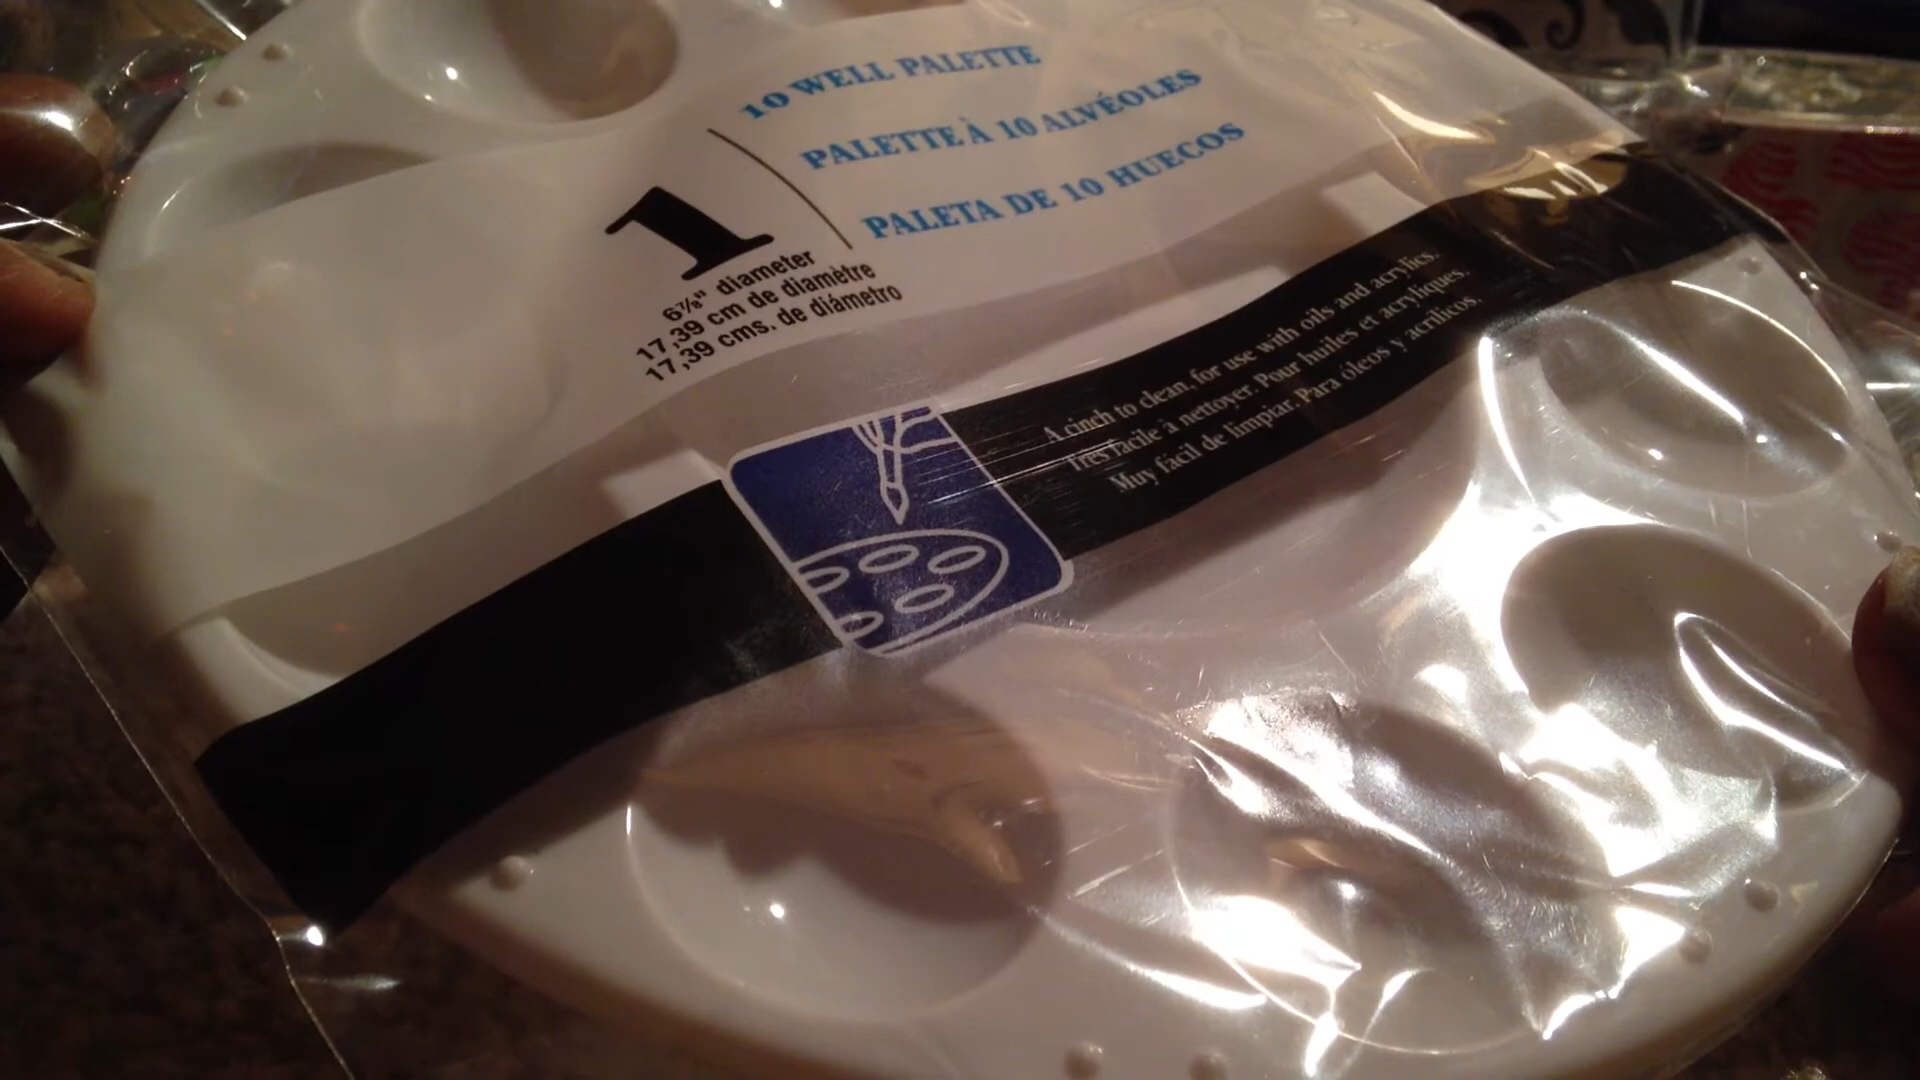 10 WELL PALETTE
PALETTE À 10 ALVÉOLES
PALETA DE 10 HUECOS
1
6⅞" diameter
17,39 cm de diamètre
17,39 cms. de diámetro
A cinch to clean, for use with oils and acrylics.
Très facile à nettoyer. Pour huiles et acryliques.
Muy fácil de limpiar. Para óleos y acrílicos.